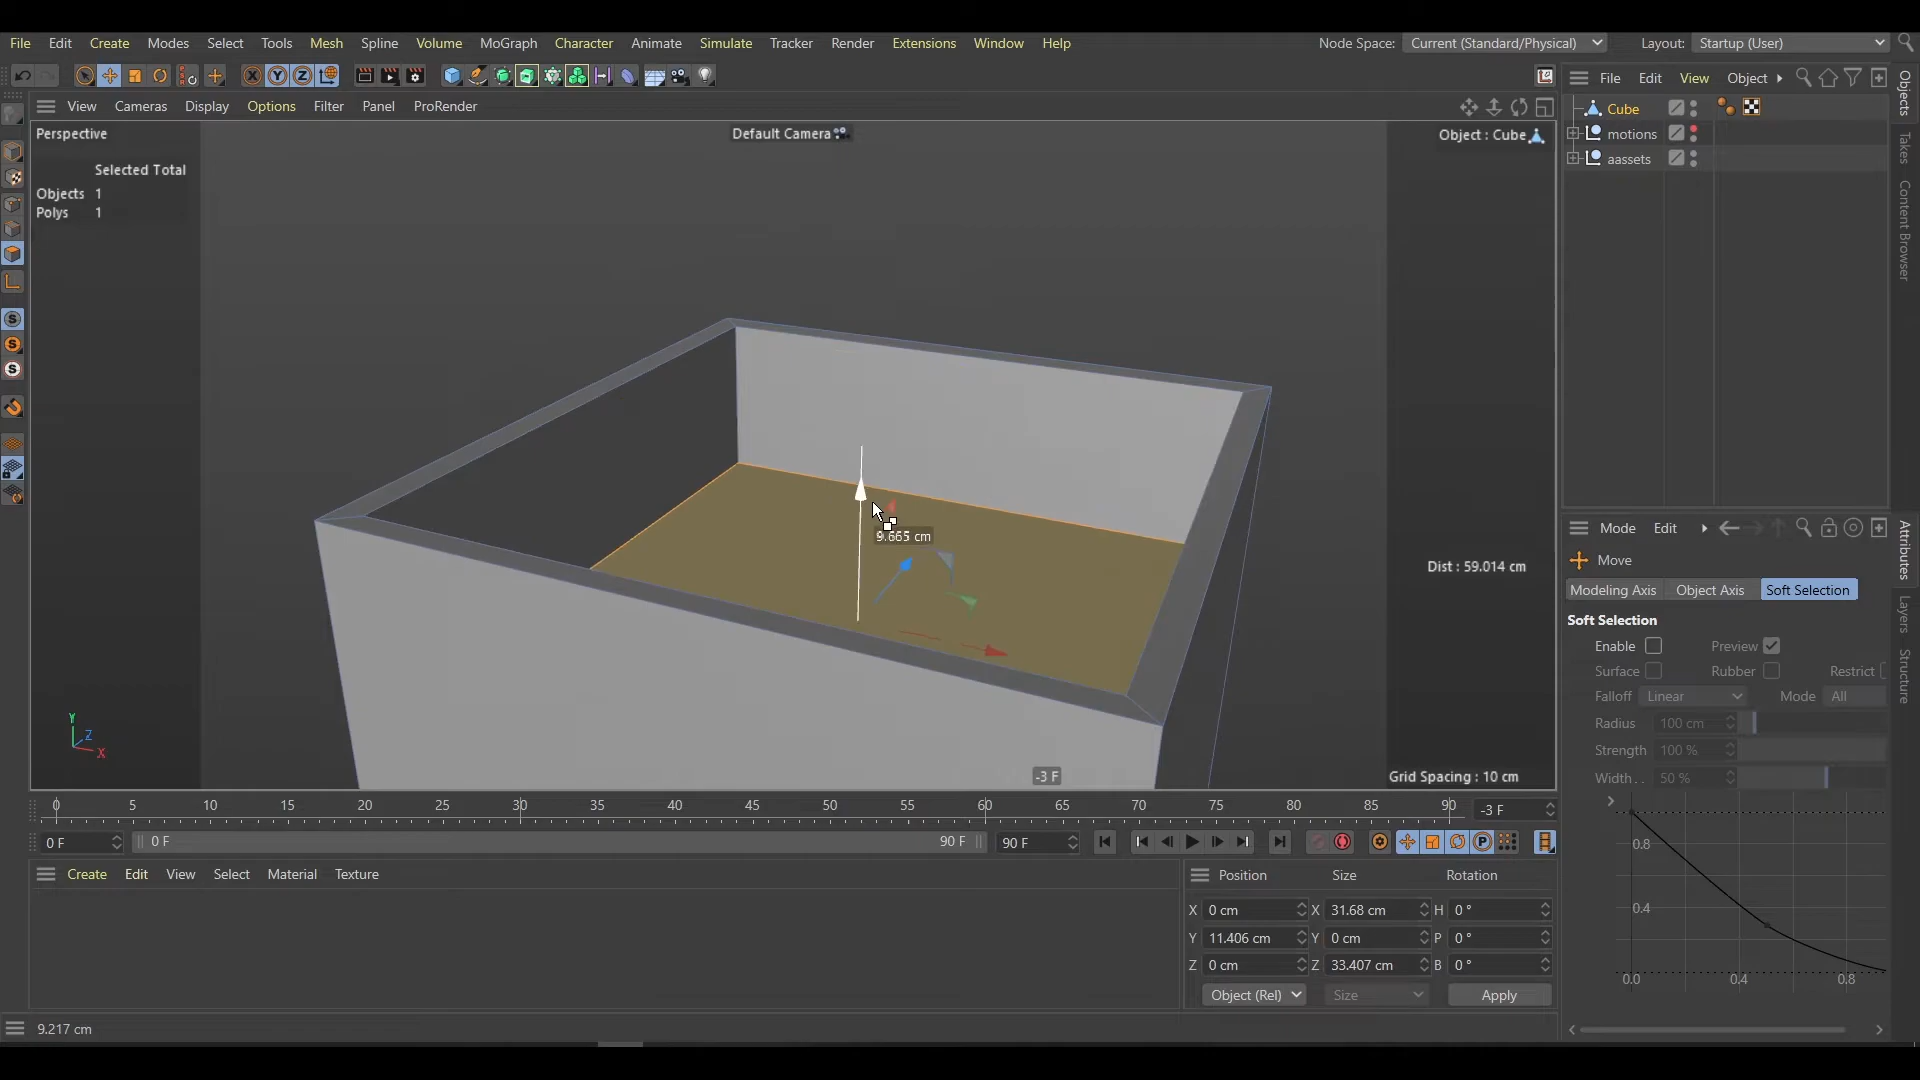 File Edit Create Modes Select Tools Mesh Spline Volume MoGraph Character Animate Simulate Tracker Render Extensions Window Help
Node Space: Current (Standard/Physical) Layout: Startup (User)
File Edit View Object
View Cameras Display Options Filter Panel ProRender
Perspective
Default Camera
Object : Cube
Cube
motions
aassets
Selected Total
Objects 1
Polys 1
Objects
Takes
Content Browser
9.665 cm
Mode Edit
Move
Modeling Axis Object Axis Soft Selection
Soft Selection
Enable Preview
Surface Rubber Restrict
Falloff Linear Mode All
Radius 100 cm
Strength 100 %
Width . . 50 %
0.8
0.4
0.0 0.4 0.8
Attributes
Layers
Structure
Dist : 59.014 cm
Y
Z
X
-3 F
Grid Spacing : 10 cm
0 5 10 15 20 25 30 35 40 45 50 55 60 65 70 75 80 85 90 -3 F
0 F 0 F 90 F 90 F
Create Edit View Select Material Texture
Position Size Rotation
X 0 cm X 31.68 cm H 0 °
Y 11.406 cm Y 0 cm P 0 °
Z 0 cm Z 33.407 cm B 0 °
Object (Rel) Size Apply
9.217 cm